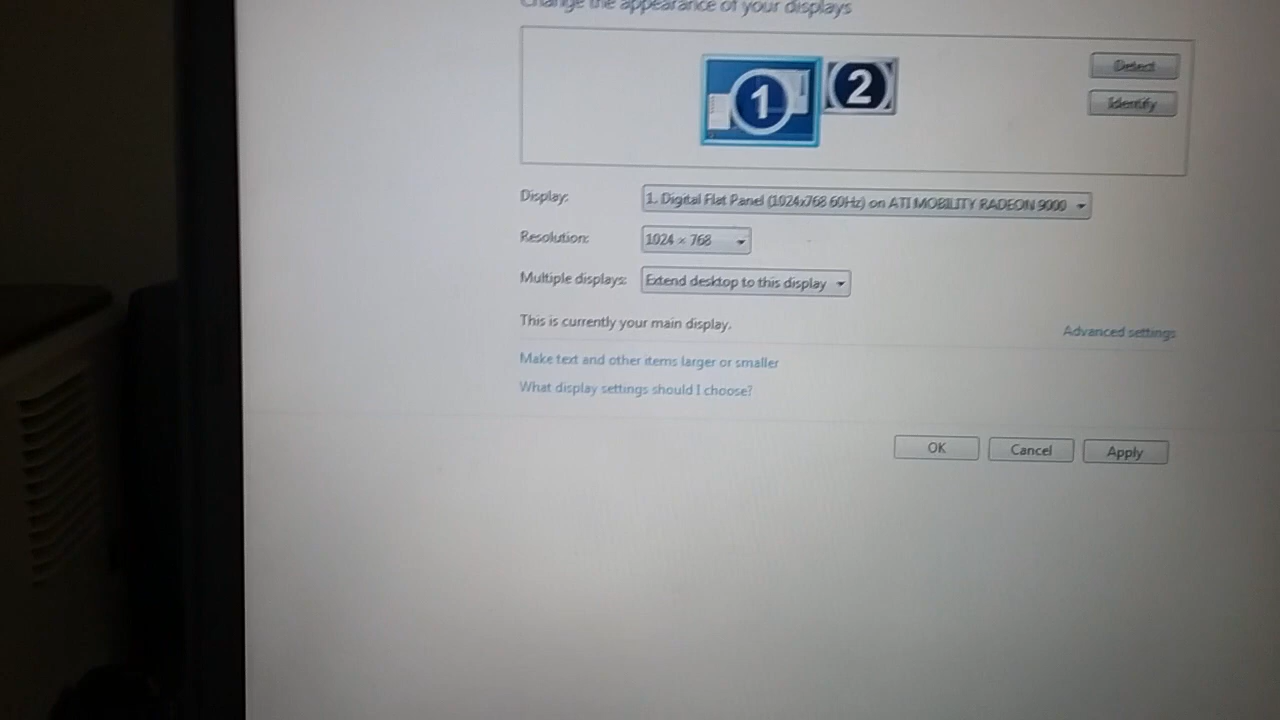 Change the appearance of your displays
1
2
Detect
Identify
Display:
1. Digital Flat Panel (1024x768 60Hz) on ATI MOBILITY RADEON 9000
Resolution:
1024 × 768
Multiple displays:
Extend desktop to this display
This is currently your main display.
Advanced settings
Make text and other items larger or smaller
What display settings should I choose?
OK
Cancel
Apply